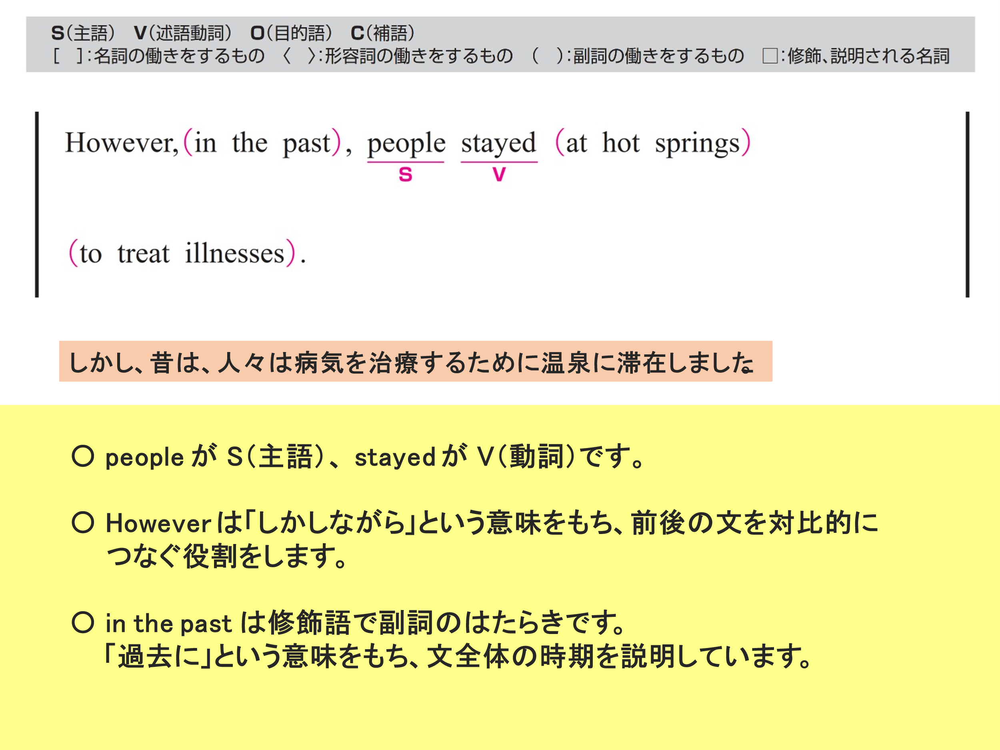 S（主語） V（述語動詞） O（目的語） C（補語）
［ ］：名詞の働きをするもの 〈 〉：形容詞の働きをするもの （ ）：副詞の働きをするもの □：修飾、説明される名詞
However,(in the past), people stayed (at hot springs)
S V
(to treat illnesses).
しかし、昔は、人々は病気を治療するために温泉に滞在しました。
○ people が S（主語）、stayed が V（動詞）です。
○ However は「しかしながら」という意味をもち、前後の文を対比的に
つなぐ役割をします。
○ in the past は修飾語で副詞のはたらきです。
「過去に」という意味をもち、文全体の時期を説明しています。